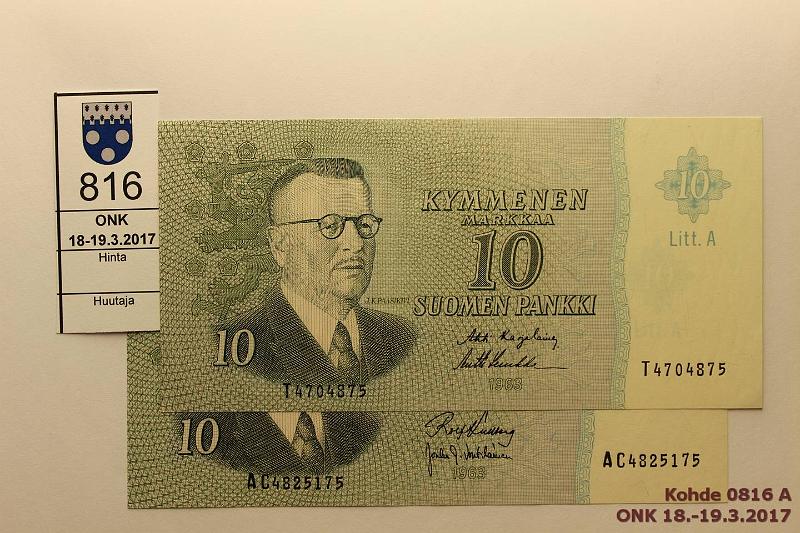 816
ONK
18-19.3.2017
Hinta
Huutaja
KYMMENEN
MARKKAA
10
SUOMEN PANKKI
J.K.PAASIKIVI
1963
10
T4704875
10
Litt. A
T4704875
10
AC4825175
1963
AC4825175
Kohde 0816 A
ONK 18.-19.3.2017